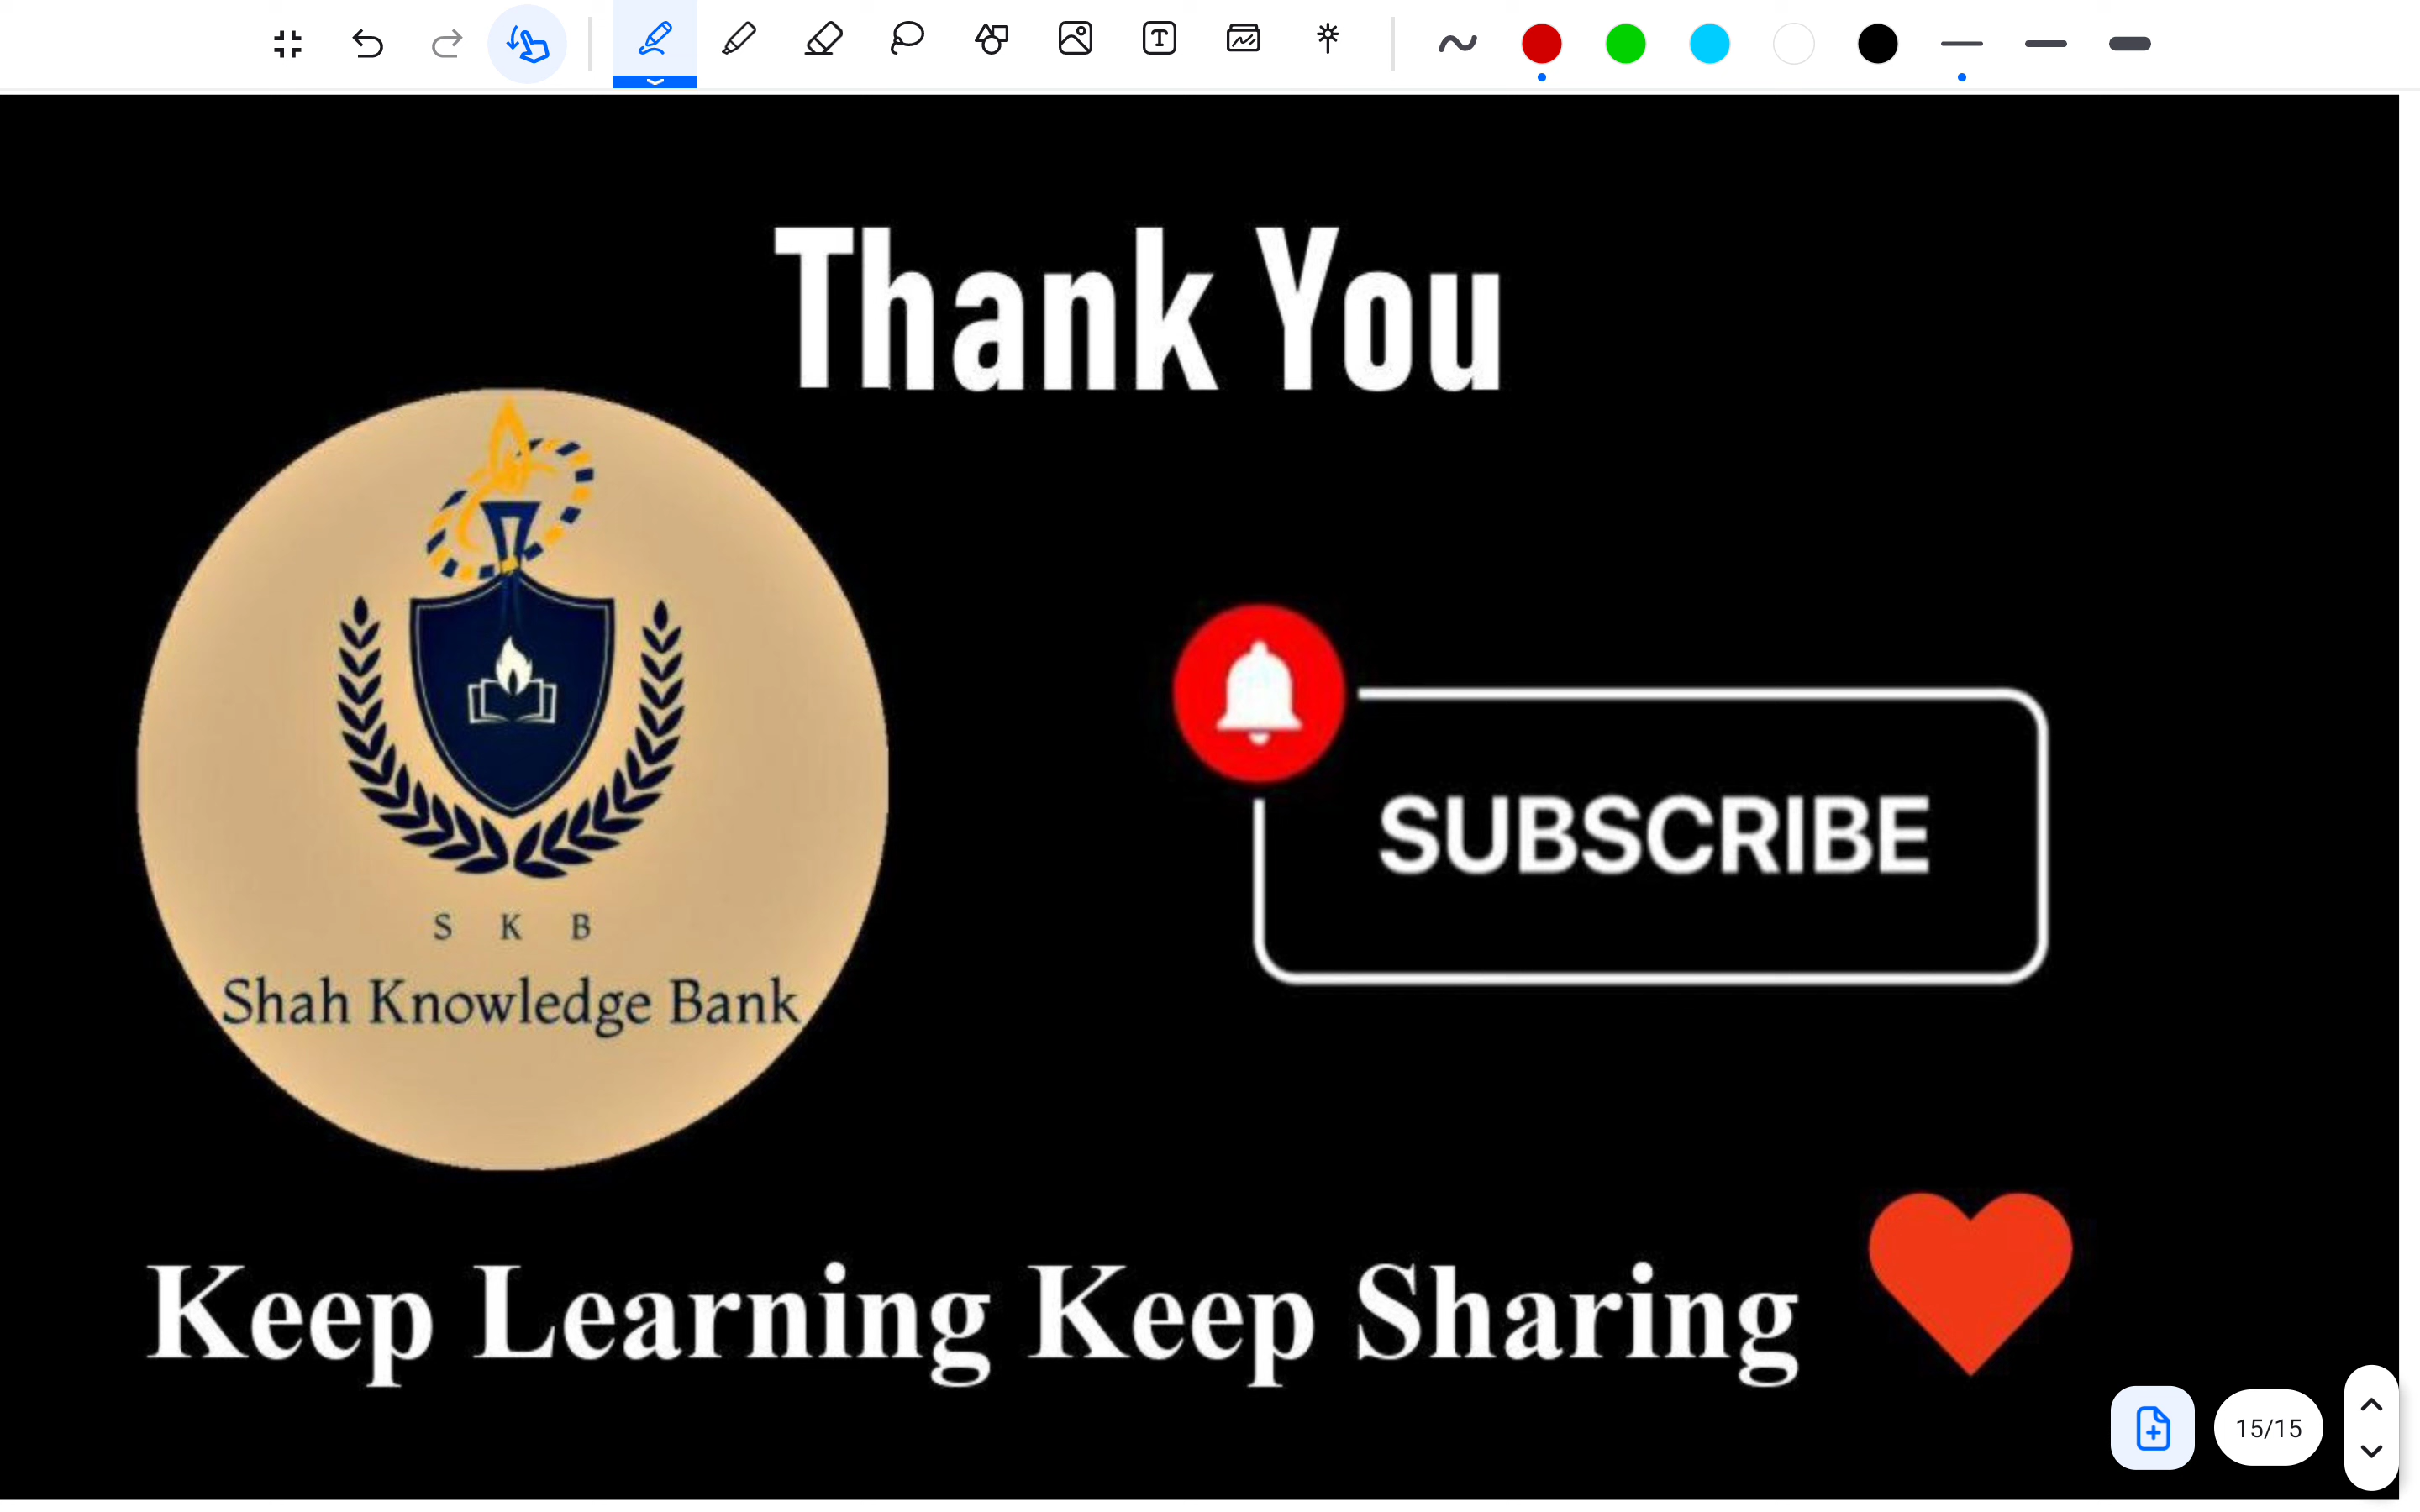 Thank You
S K B
Shah Knowledge Bank
SUBSCRIBE
Keep Learning Keep Sharing
15/15